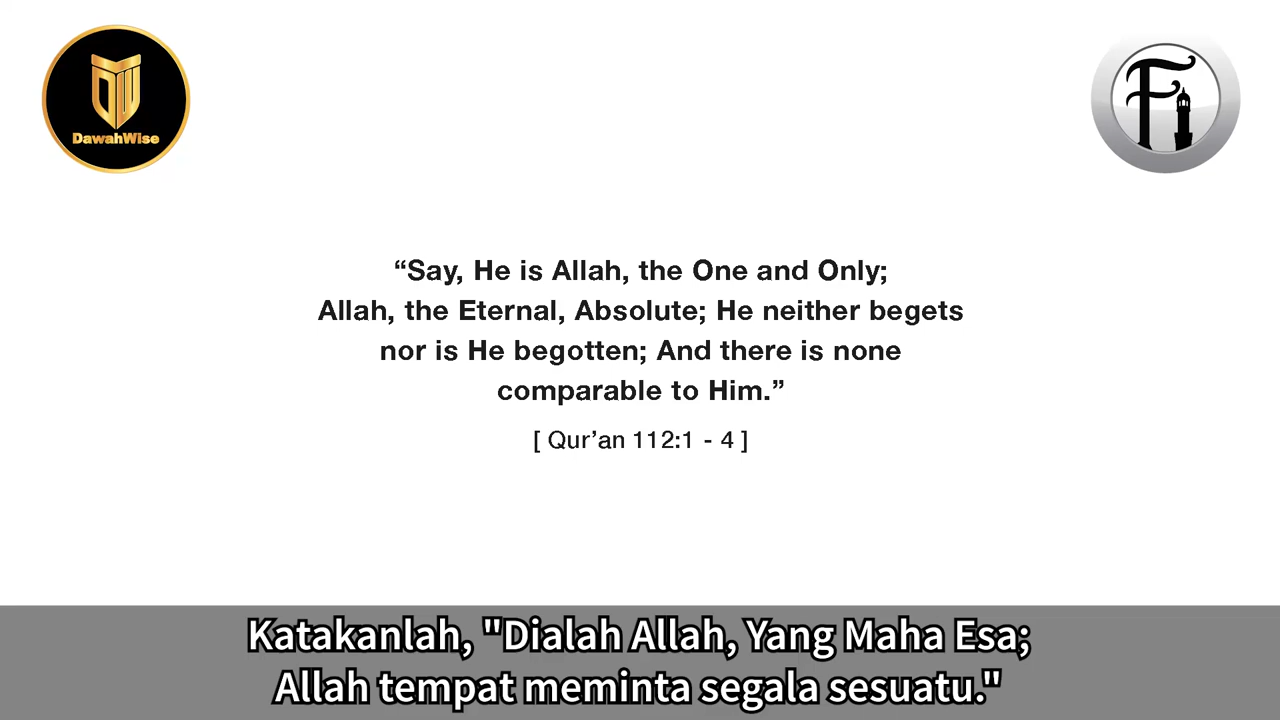 DW
DawahWise
Fi
“Say, He is Allah, the One and Only;
Allah, the Eternal, Absolute; He neither begets
nor is He begotten; And there is none
comparable to Him.”
[ Qur’an 112:1 - 4 ]
Katakanlah, "Dialah Allah, Yang Maha Esa;
Allah tempat meminta segala sesuatu."